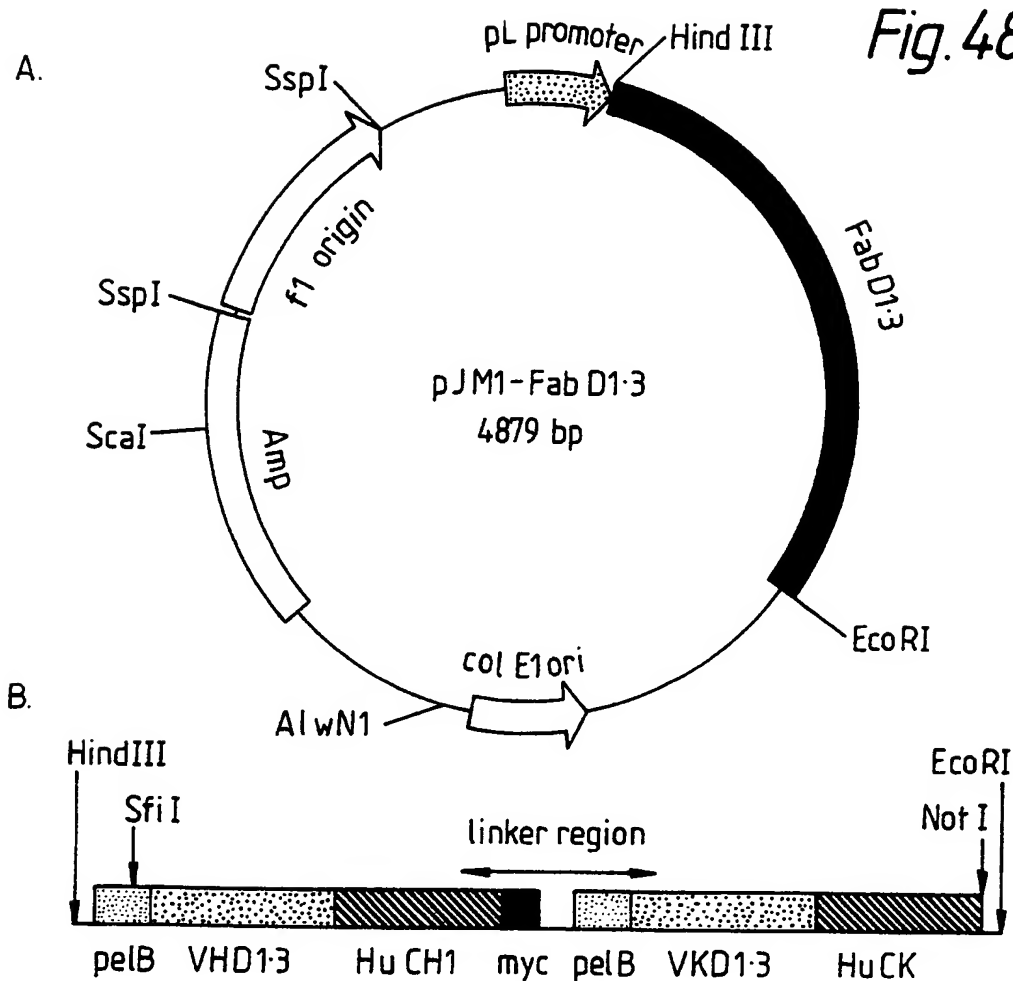 Fig. 48
A.
pL promoter
Hind III
SspI
f1 origin
Fab D1·3
SspI
pJM1-Fab D1·3
4879 bp
ScaI
Amp
EcoRI
col E1 ori
AlwN1
B.
HindIII
EcoRI
Sfi I
Not I
linker region
pelB VHD1·3 Hu CH1 myc pelB VKD1·3 Hu CK